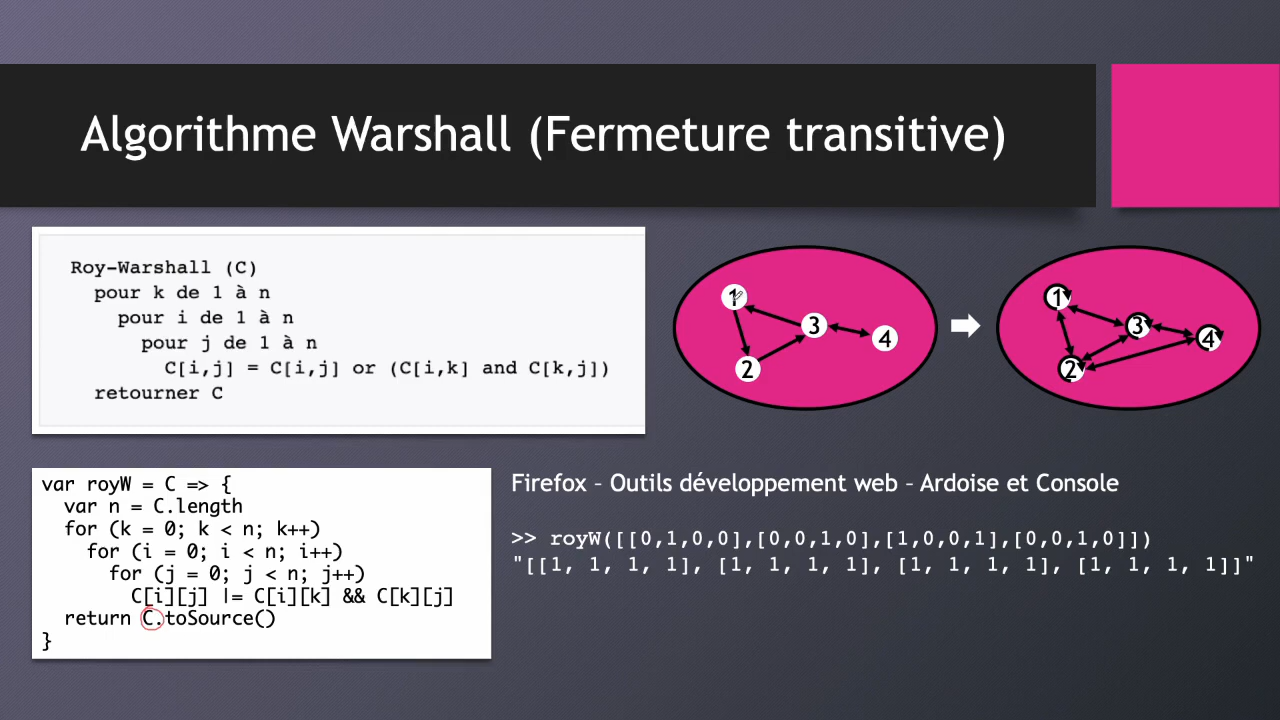 Algorithme Warshall (Fermeture transitive)
Roy-Warshall (C)
pour k de 1 à n
pour i de 1 à n
pour j de 1 à n
C[i,j] = C[i,j] or (C[i,k] and C[k,j])
retourner C
1
3
4
2
1
3
4
2
var royW = C => {
var n = C.length
for (k = 0; k < n; k++)
for (i = 0; i < n; i++)
for (j = 0; j < n; j++)
C[i][j] |= C[i][k] && C[k][j]
return C.toSource()
}
Firefox – Outils développement web – Ardoise et Console
>> royW([[0,1,0,0],[0,0,1,0],[1,0,0,1],[0,0,1,0]])
"[[1, 1, 1, 1], [1, 1, 1, 1], [1, 1, 1, 1], [1, 1, 1, 1]]"